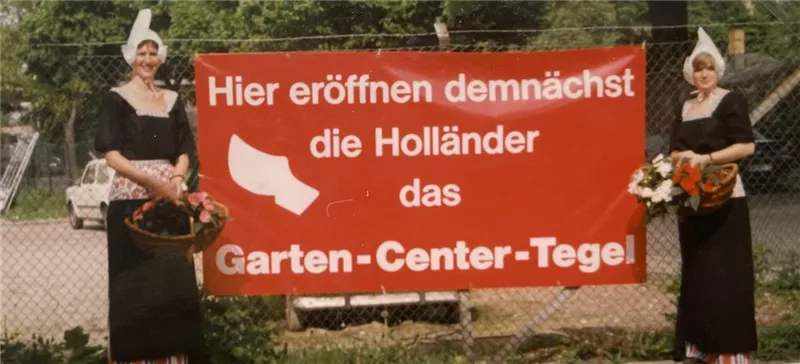 Hier eröffnen demnächst
die Holländer
das
Garten-Center-Tegel